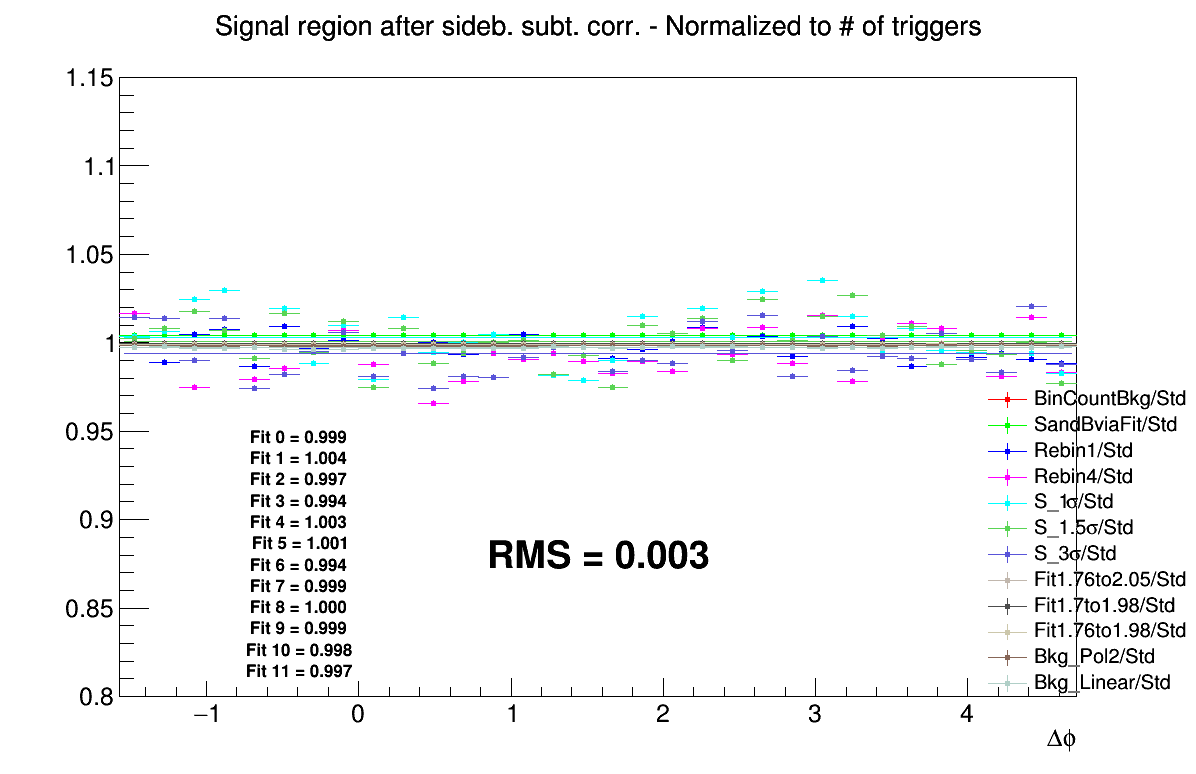 Signal region after sideb. subt. corr. - Normalized to # of triggers
1.15
1.1
1.05
1
0.95
0.9
0.85
0.8
Fit 0 = 0.999
Fit 1 = 1.004
Fit 2 = 0.997
Fit 3 = 0.994
Fit 4 = 1.003
Fit 5 = 1.001
Fit 6 = 0.994
Fit 7 = 0.999
Fit 8 = 1.000
Fit 9 = 0.999
Fit 10 = 0.998
Fit 11 = 0.997
RMS = 0.003
BinCountBkg/Std
SandBviaFit/Std
Rebin1/Std
Rebin4/Std
S_1σ/Std
S_1.5σ/Std
S_3σ/Std
Fit1.76to2.05/Std
Fit1.7to1.98/Std
Fit1.76to1.98/Std
Bkg_Pol2/Std
Bkg_Linear/Std
−1 0 1 2 3 4
Δϕ